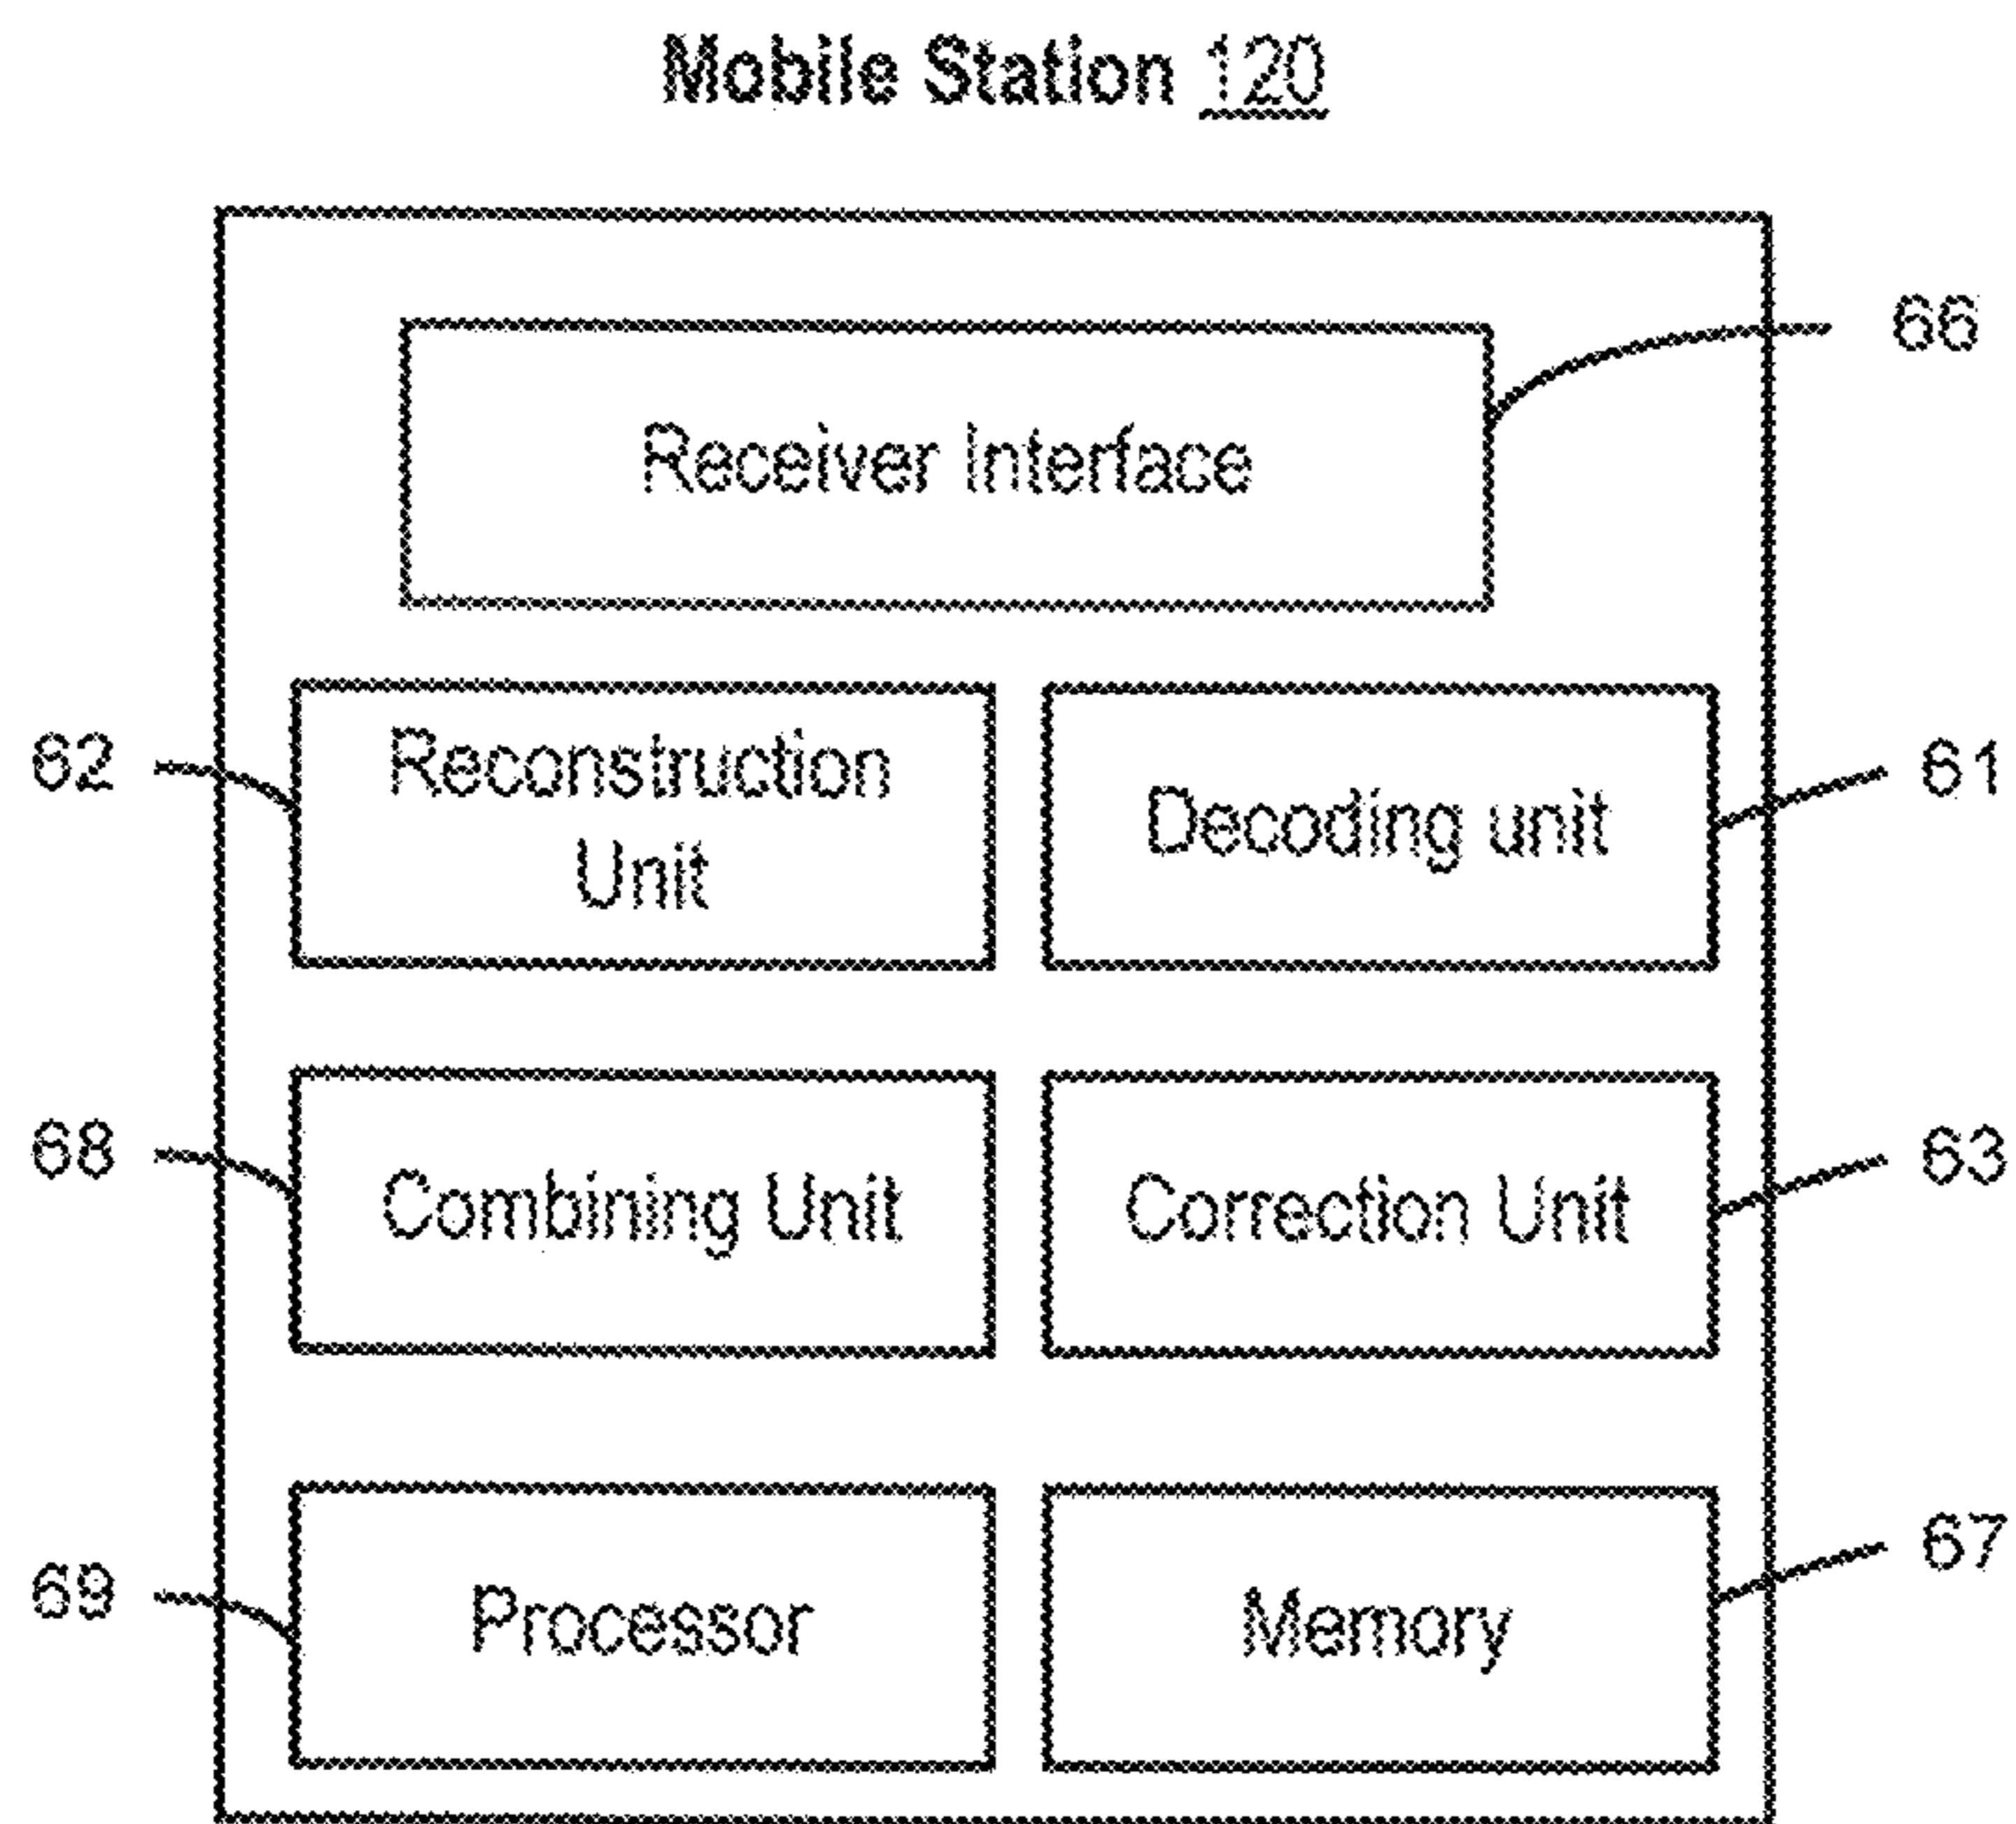 Mobile Station 120
Receiver Interface
66
Reconstruction
Unit
62
Decoding unit
61
Combining Unit
68
Correction Unit
63
Processor
69
Memory
67